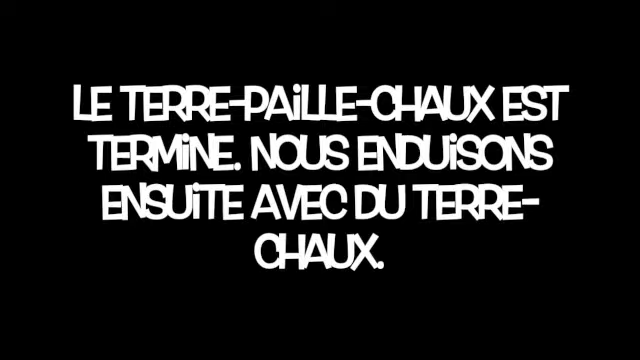 LE TERRE-PAiLLE-CHAUX EST
TERMiNE. NOUS ENDUiSONS
ENSUiTE AVEC DU TERRE-
CHAUX.